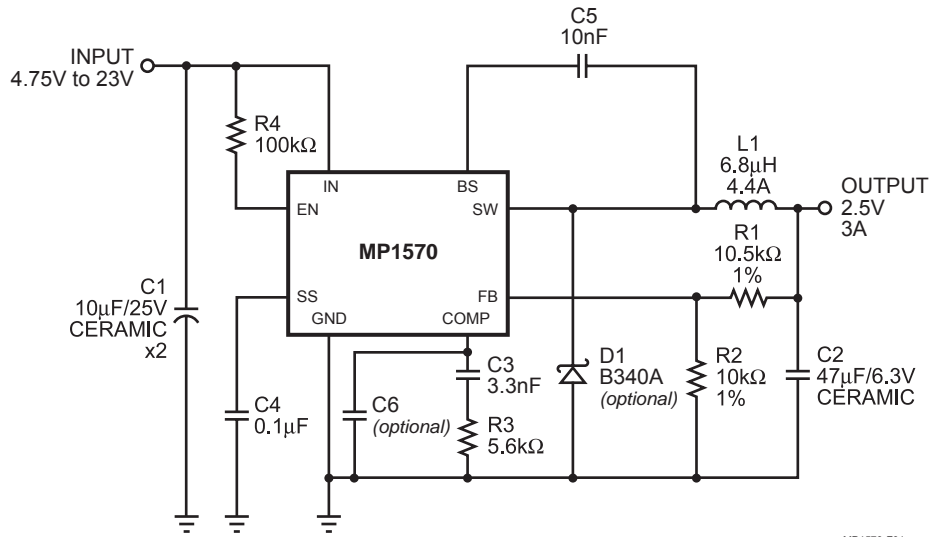 C5
10nF
INPUT
4.75V to 23V
R4
100kΩ
L1
6.8μH
4.4A
OUTPUT
2.5V
3A
IN
BS
EN
SW
MP1570
R1
10.5kΩ
1%
C1
10μF/25V
CERAMIC
x2
SS
FB
GND
COMP
C3
3.3nF
D1
B340A
(optional)
R2
10kΩ
1%
C2
47μF/6.3V
CERAMIC
C4
0.1μF
C6
(optional)
R3
5.6kΩ